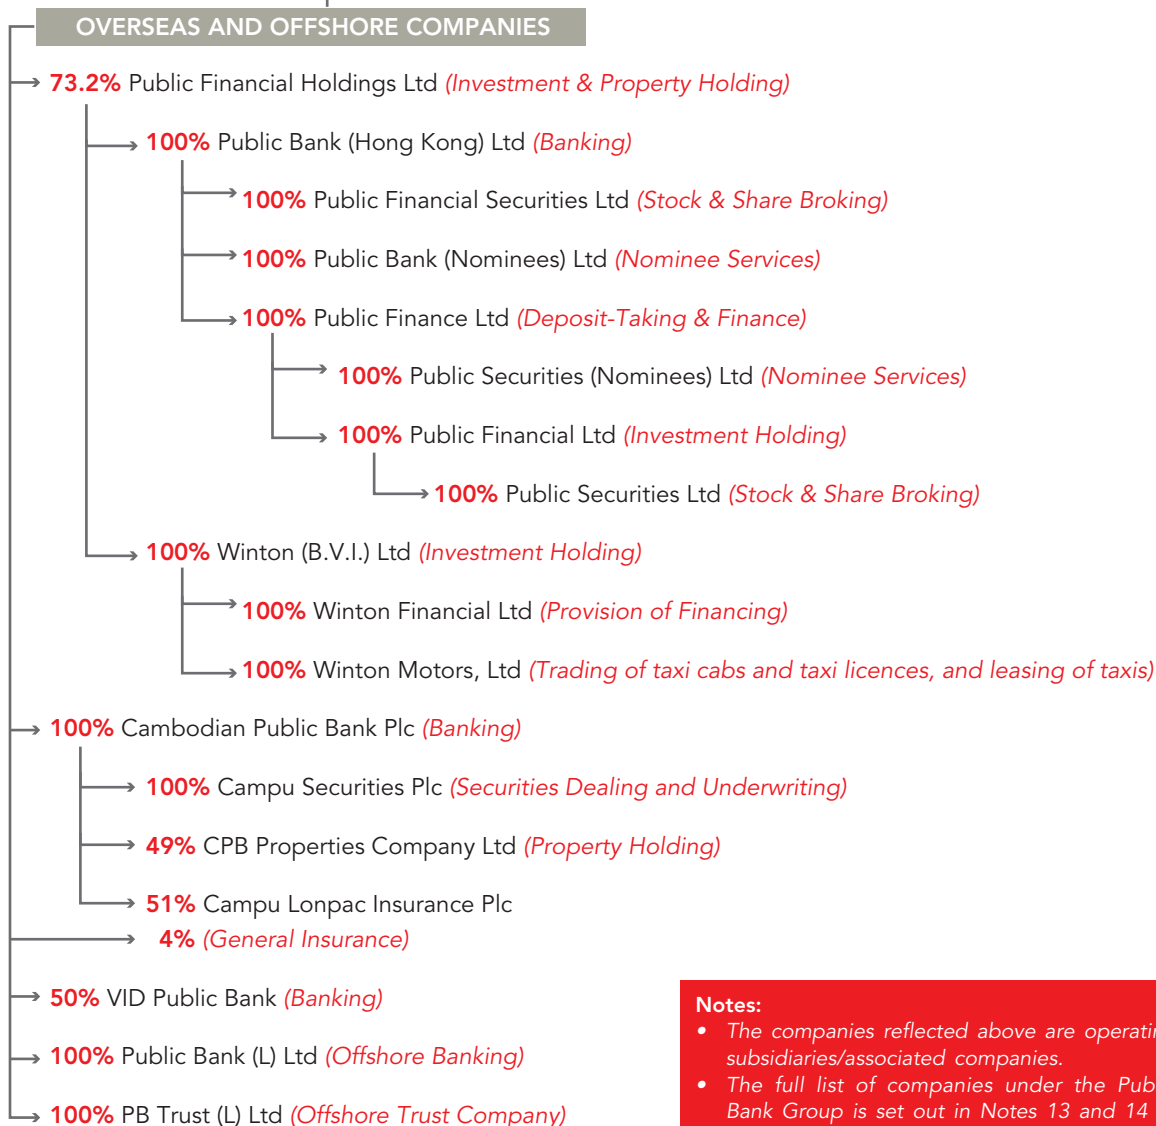 OVERSEAS AND OFFSHORE COMPANIES
73.2% Public Financial Holdings Ltd (Investment & Property Holding)
100% Public Bank (Hong Kong) Ltd (Banking)
100% Public Financial Securities Ltd (Stock & Share Broking)
100% Public Bank (Nominees) Ltd (Nominee Services)
100% Public Finance Ltd (Deposit-Taking & Finance)
100% Public Securities (Nominees) Ltd (Nominee Services)
100% Public Financial Ltd (Investment Holding)
100% Public Securities Ltd (Stock & Share Broking)
100% Winton (B.V.I.) Ltd (Investment Holding)
100% Winton Financial Ltd (Provision of Financing)
100% Winton Motors, Ltd (Trading of taxi cabs and taxi licences, and leasing of taxis)
100% Cambodian Public Bank Plc (Banking)
100% Campu Securities Plc (Securities Dealing and Underwriting)
49% CPB Properties Company Ltd (Property Holding)
51% Campu Lonpac Insurance Plc
4% (General Insurance)
50% VID Public Bank (Banking)
100% Public Bank (L) Ltd (Offshore Banking)
100% PB Trust (L) Ltd (Offshore Trust Company)
Notes:
• The companies reflected above are operatin
subsidiaries/associated companies.
• The full list of companies under the Pub
Bank Group is set out in Notes 13 and 14